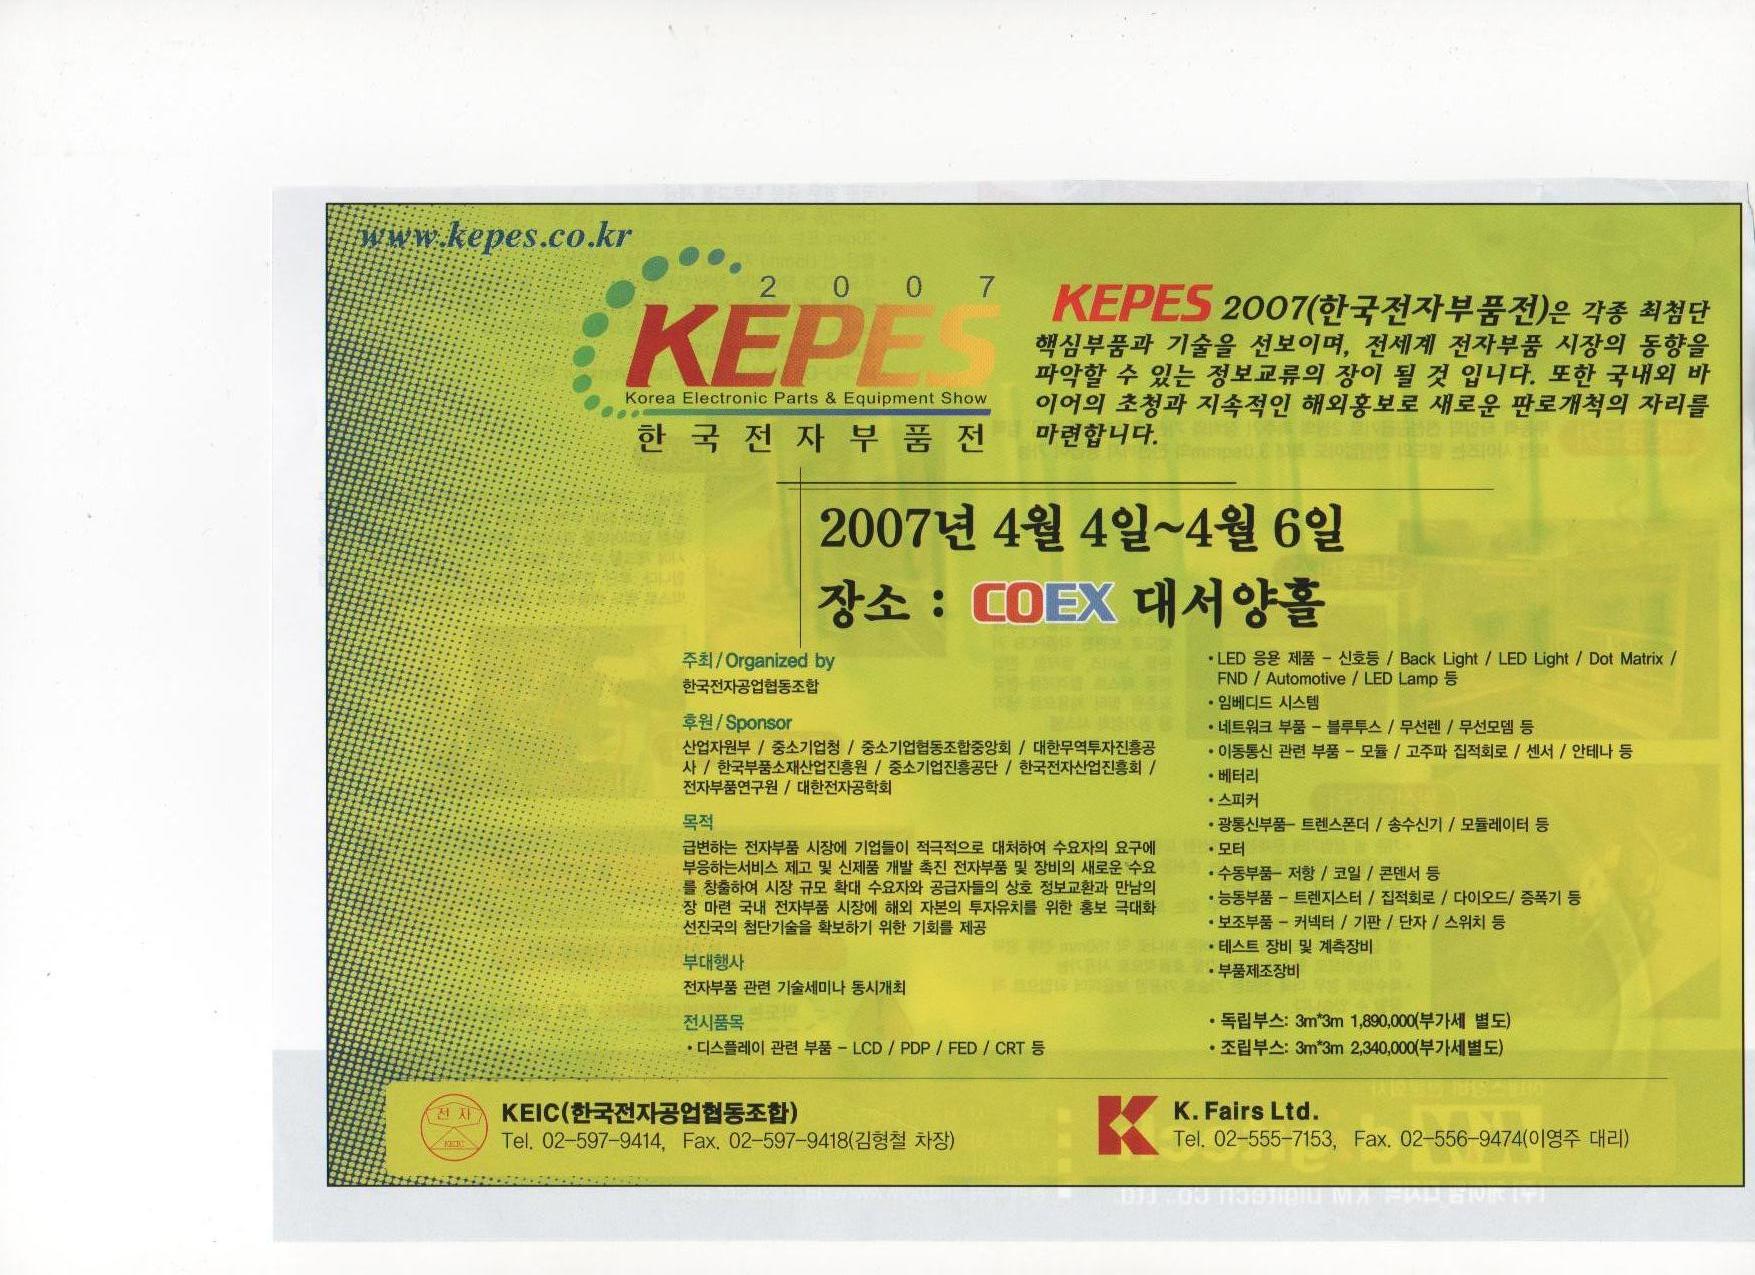 www.kepes.co.kr
2 0 0 7
KEPES
Korea Electronic Parts & Equipment Show
한국전자부품전
KEPES 2007(한국전자부품전)은 각종 최첨단
핵심부품과 기술을 선보이며, 전세계 전자부품 시장의 동향을
파악할 수 있는 정보교류의 장이 될 것 입니다. 또한 국내외 바
이어의 초청과 지속적인 해외홍보로 새로운 판로개척의 자리를
마련합니다.
2007년 4월 4일~4월 6일
장소 : COEX 대서양홀
주최/Organized by
한국전자공업협동조합
후원/Sponsor
산업자원부 / 중소기업청 / 중소기업협동조합중앙회 / 대한무역투자진흥공
사 / 한국부품소재산업진흥원 / 중소기업진흥공단 / 한국전자산업진흥회 /
전자부품연구원 / 대한전자공학회
목적
급변하는 전자부품 시장에 기업들이 적극적으로 대처하여 수요자의 요구에
부응하는서비스 제고 및 신제품 개발 촉진 전자부품 및 장비의 새로운 수요
를 창출하여 시장 규모 확대 수요자와 공급자들의 상호 정보교환과 만남의
장 마련 국내 전자부품 시장에 해외 자본의 투자유치를 위한 홍보 극대화
선진국의 첨단기술을 확보하기 위한 기회를 제공
부대행사
전자부품 관련 기술세미나 동시개최
전시품목
• 디스플레이 관련 부품 - LCD / PDP / FED / CRT 등
• LED 응용 제품 - 신호등 / Back Light / LED Light / Dot Matrix /
FND / Automotive / LED Lamp 등
• 임베디드 시스템
• 네트워크 부품 - 블루투스 / 무선렌 / 무선모뎀 등
• 이동통신 관련 부품 - 모듈 / 고주파 집적회로 / 센서 / 안테나 등
• 베터리
• 스피커
• 광통신부품- 트렌스폰더 / 송수신기 / 모듈레이터 등
• 모터
• 수동부품- 저항 / 코일 / 콘덴서 등
• 능동부품 - 트렌지스터 / 집적회로 / 다이오드/ 증폭기 등
• 보조부품 - 커넥터 / 기판 / 단자 / 스위치 등
• 테스트 장비 및 계측장비
• 부품제조장비
• 독립부스: 3m*3m 1,890,000(부가세 별도)
• 조립부스: 3m*3m 2,340,000(부가세별도)
전 자
KEIC
KEIC(한국전자공업협동조합)
Tel. 02-597-9414, Fax. 02-597-9418(김형철 차장)
K. Fairs Ltd.
Tel. 02-555-7153, Fax. 02-556-9474(이영주 대리)